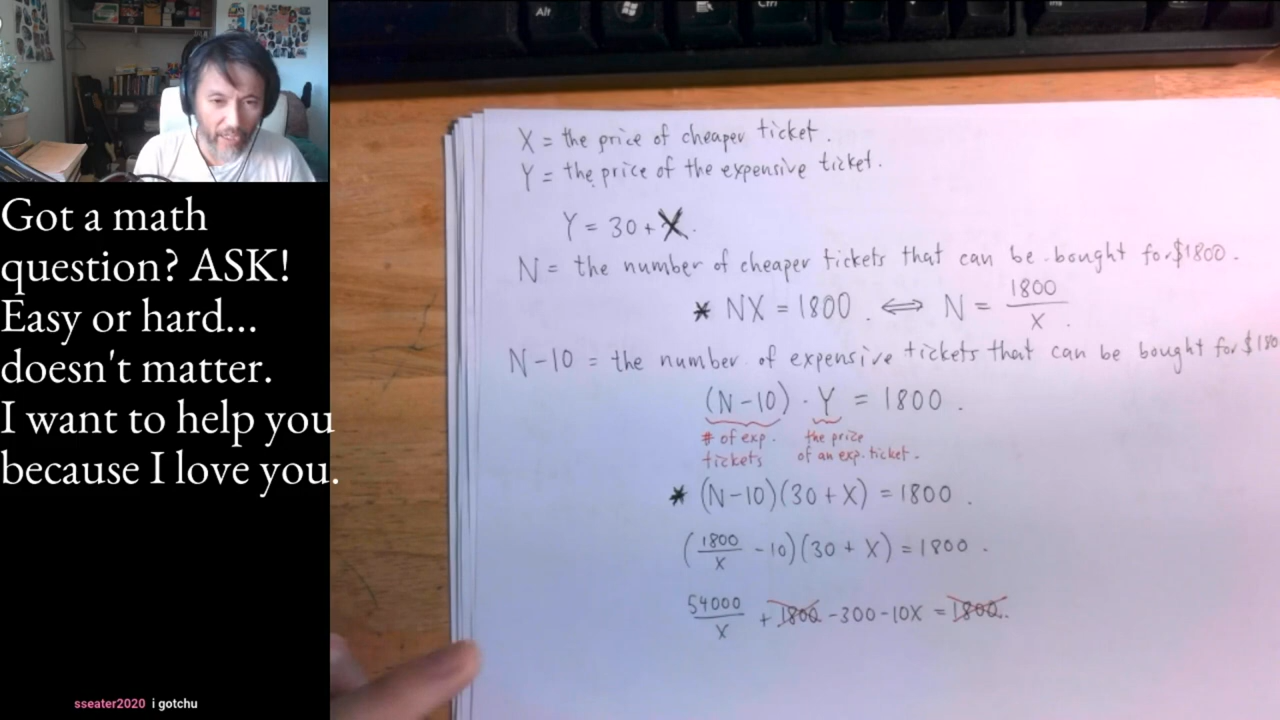 Got a math
question? ASK!
Easy or hard...
doesn't matter.
I want to help you
because I love you.
sseater2020 i gotchu
Alt
Ctrl
X = the price of cheaper ticket.
Y = the price of the expensive ticket.
Y = 30 + X.
N = the number of cheaper tickets that can be bought for $1800.
* NX = 1800. ⟺ N = 1800/X.
N-10 = the number of expensive tickets that can be bought for $180
(N-10) · Y = 1800.
# of exp. the price
tickets of an exp. ticket.
* (N-10)(30+X) = 1800.
(1800/X - 10)(30 + X) = 1800.
54000/X + 1800 - 300 - 10X = 1800.